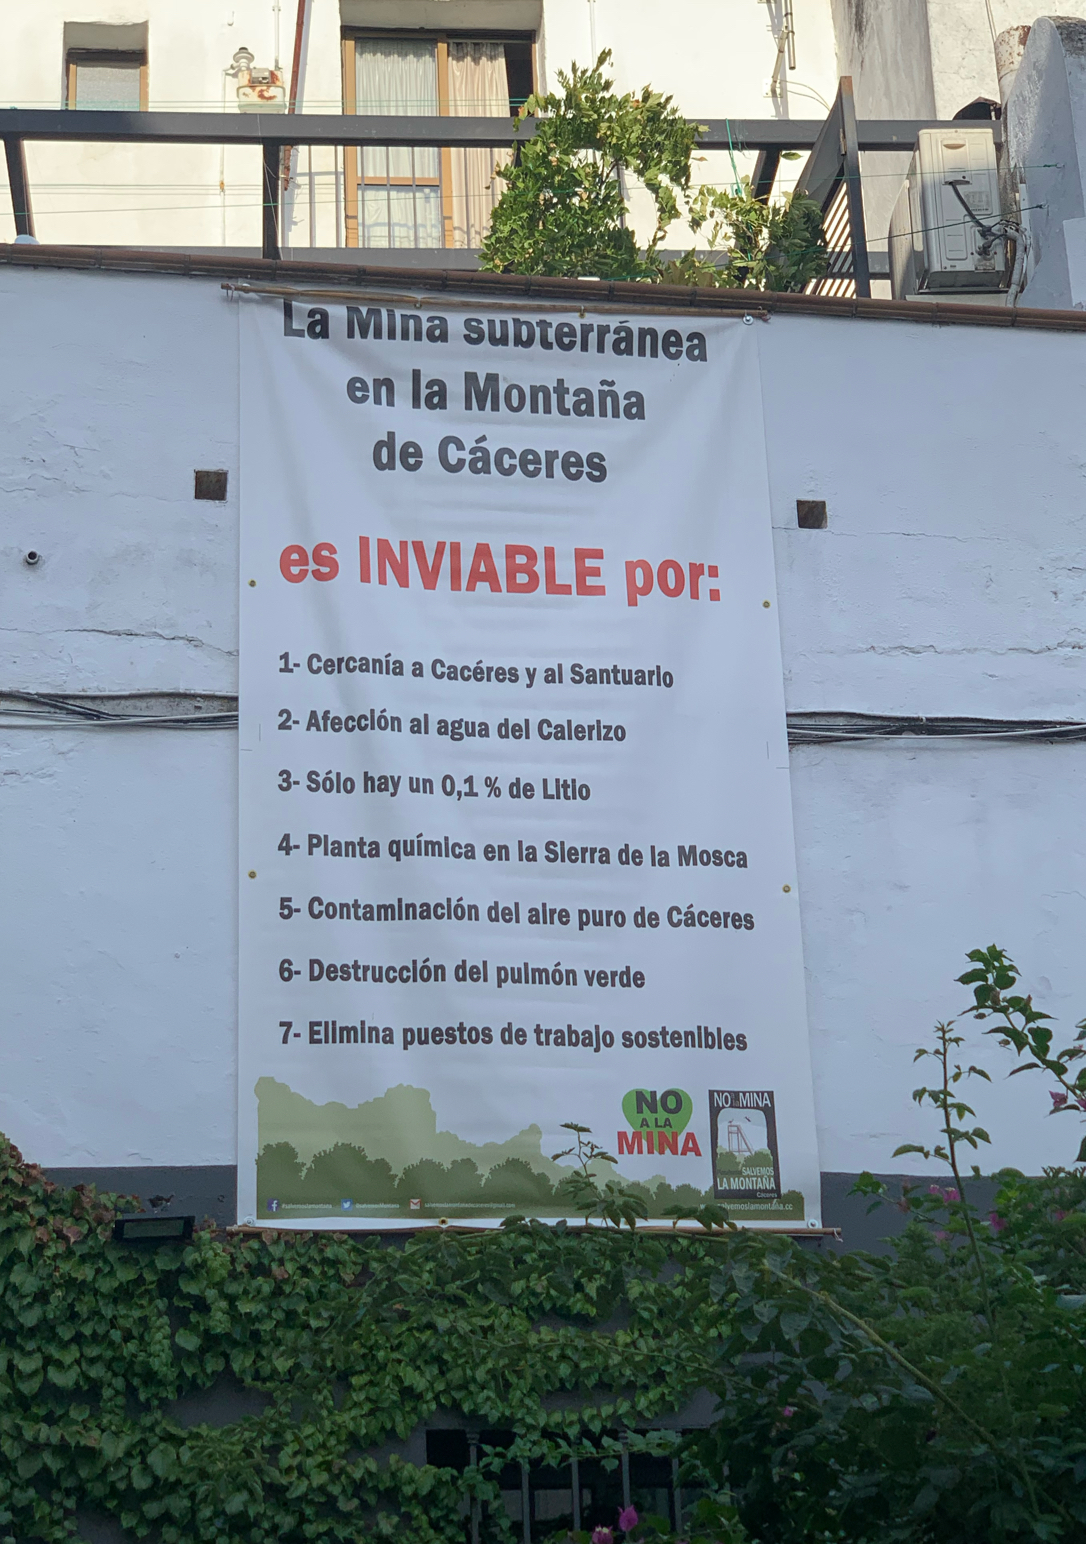 La Mina subterránea
en la Montaña
de Cáceres
es INVIABLE por:
1- Cercanía a Cacéres y al Santuario
2- Afección al agua del Calerizo
3- Sólo hay un 0,1 % de Litio
4- Planta química en la Sierra de la Mosca
5- Contaminación del aire puro de Cáceres
6- Destrucción del pulmón verde
7- Elimina puestos de trabajo sostenibles
NO
A LA
MINA
NO a la MINA
SALVEMOS
LA MONTAÑA
Cáceres